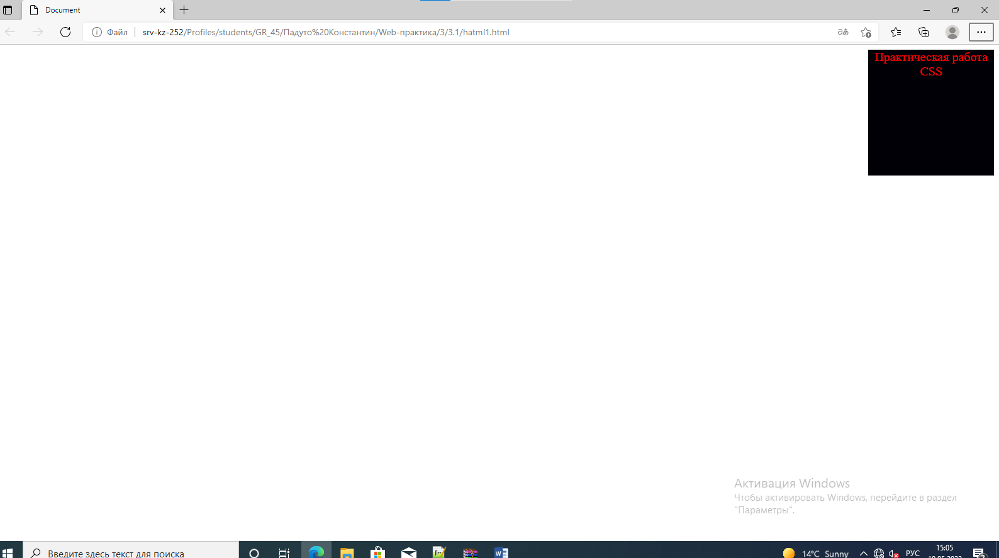 Document
Файл
srv-kz-252/Profiles/students/GR_45/Падуто%20Константин/Web-практика/3/3.1/hatml1.html
Практическая работа
CSS
Активация Windows
Чтобы активировать Windows, перейдите в раздел
"Параметры".
Введите здесь текст для поиска
14°C Sunny
РУС
15:05